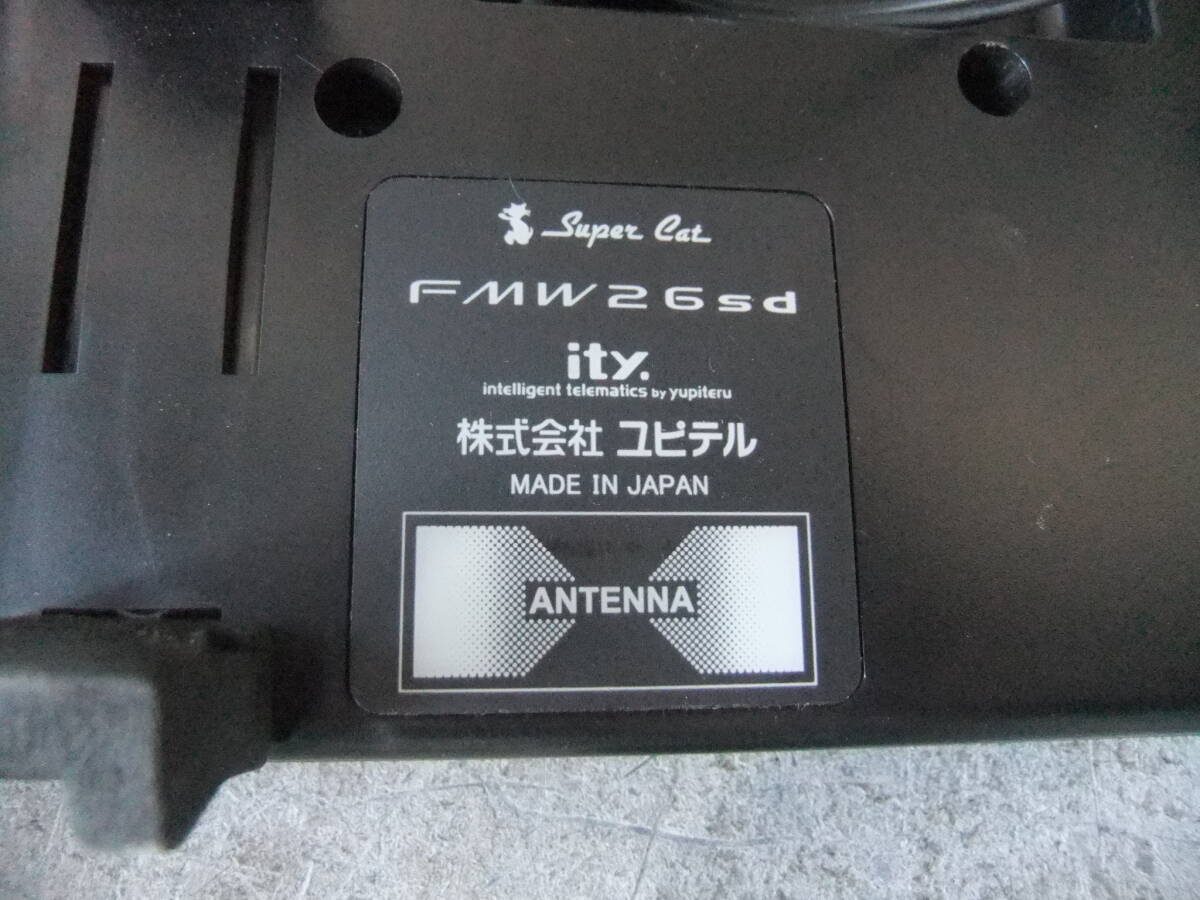 Super Cat
FMW26sd
ity.
intelligent telematics by yupiteru
株式会社 ユピテル
MADE IN JAPAN
ANTENNA